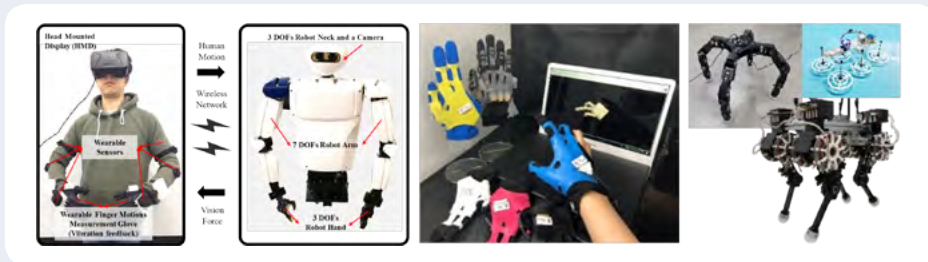 Head Mounted
Display (HMD)
Wearable
Sensors
Wearable Finger Motions
Measurement Glove
(Vibration feedback)
Human
Motion
Wireless
Network
Vision
Force
3 DOFs Robot Neck and a Camera
7 DOFs Robot Arm
3 DOFs
Robot Hand